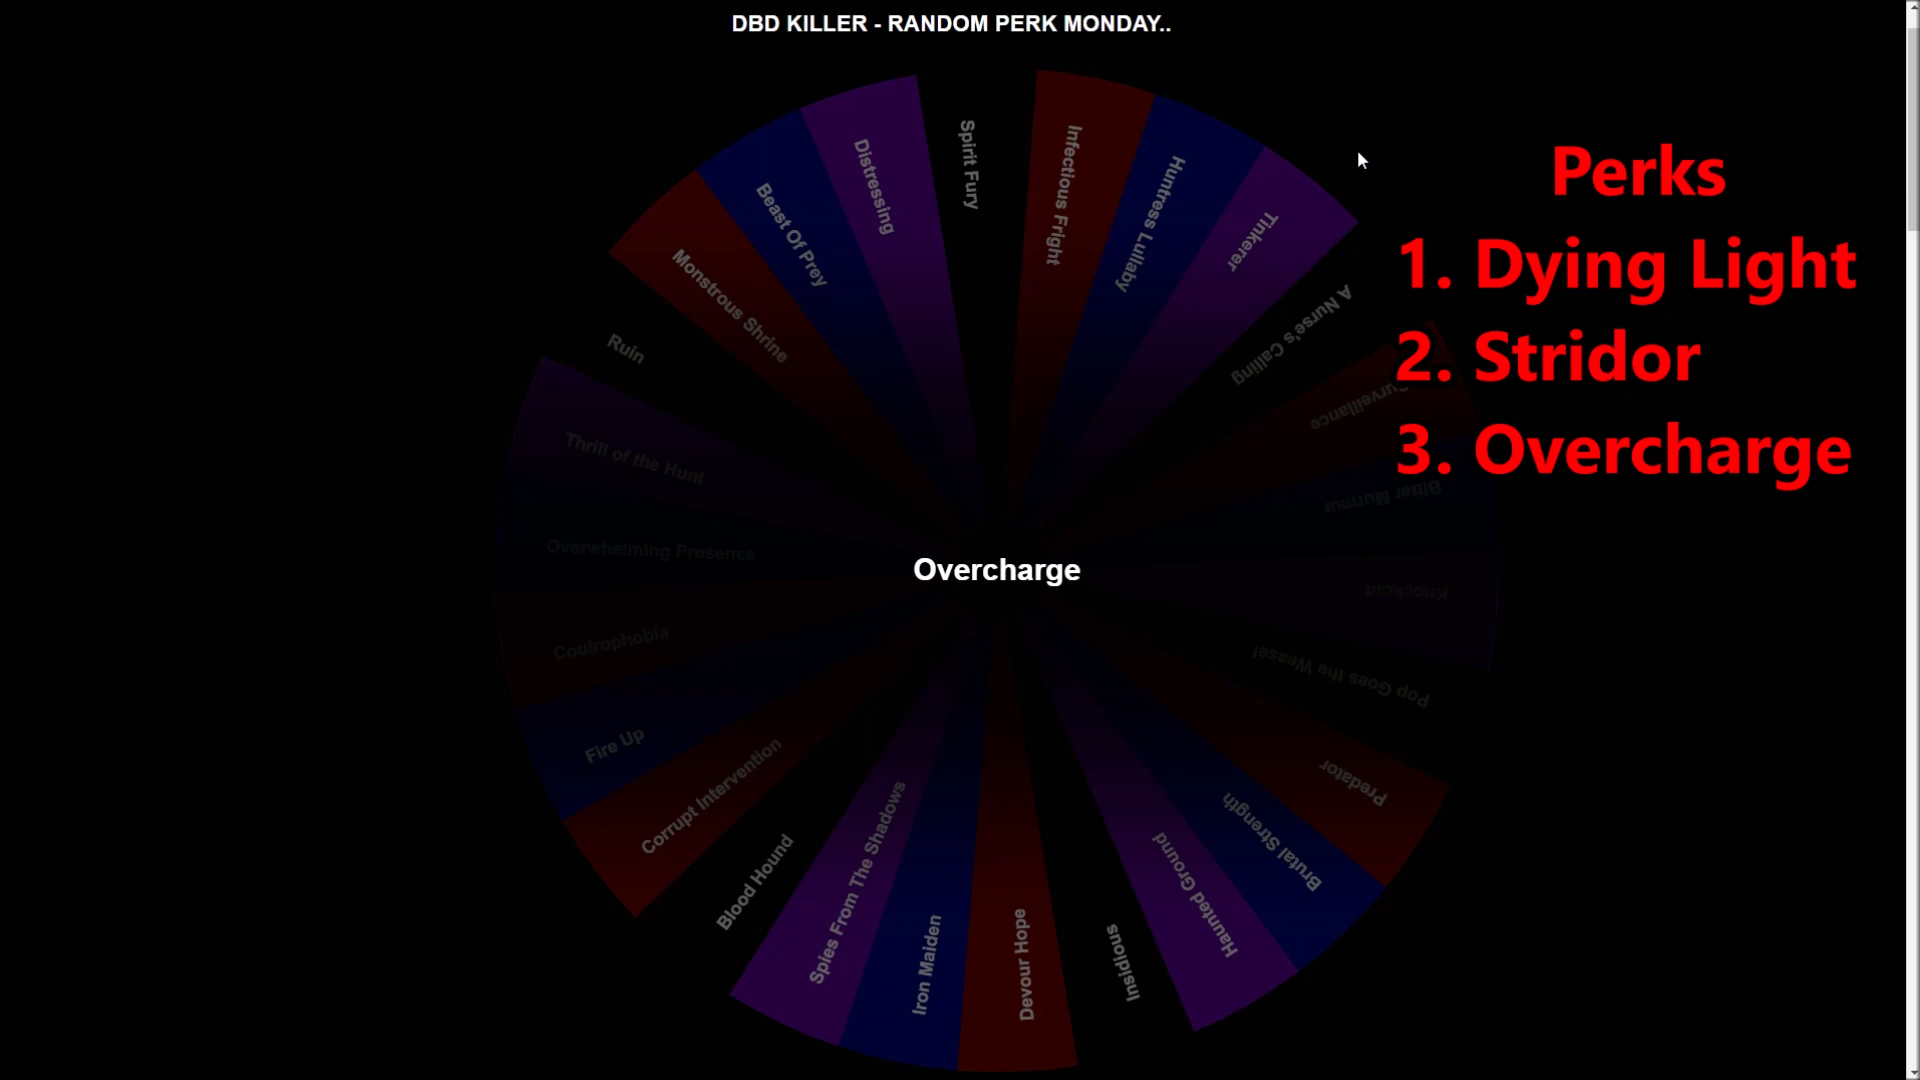 DBD KILLER - RANDOM PERK MONDAY..
Spirit Fury
Infectious Fright
Huntress Lullaby
Tinkerer
A Nurse's Calling
Surveillance
Bitter Murmur
Knockout
Pop Goes the Weasel
Predator
Brutal Strength
Haunted Ground
Insidious
Devour Hope
Iron Maiden
Spies From The Shadows
Blood Hound
Corrupt Intervention
Fire Up
Coulrophobia
Overwhelming Presence
Thrill of the Hunt
Ruin
Monstrous Shrine
Beast Of Prey
Distressing
Overcharge
Perks
1. Dying Light
2. Stridor
3. Overcharge